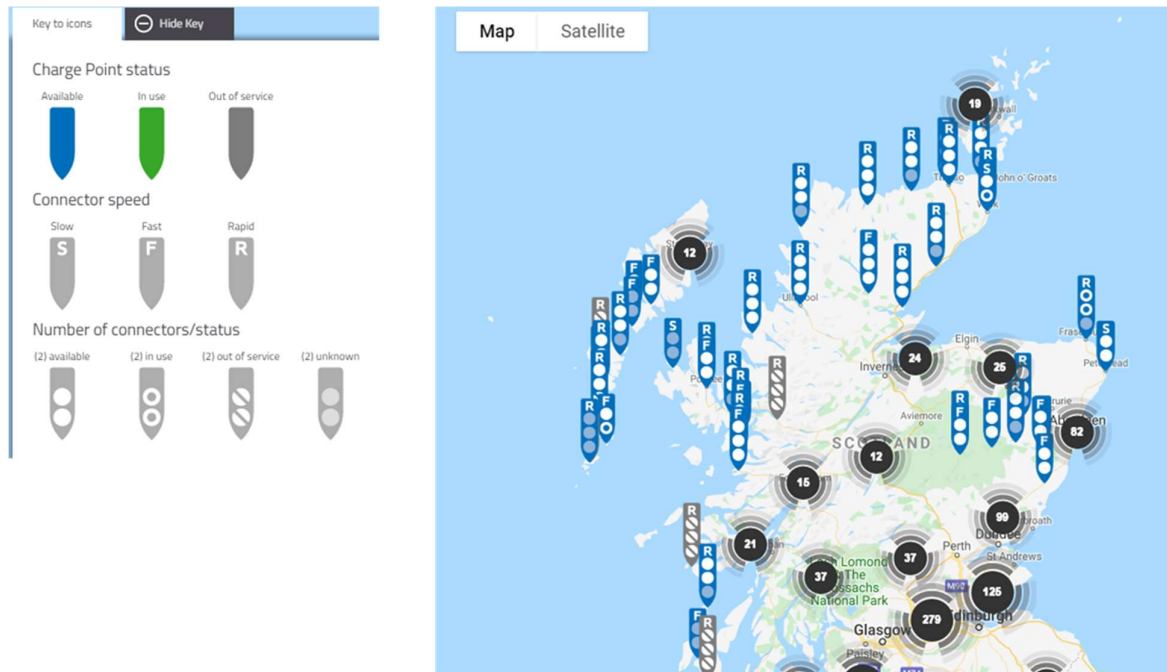 Key to icons
Hide Key
Charge Point status
Available In use Out of service
Connector speed
Slow Fast Rapid
S F R
Number of connectors/status
(2) available (2) in use (2) out of service (2) unknown
Map Satellite
19
R R R R
R
S
John o' Groats
R
12
F R R
F R
F
R
R
Ullapool
R
R
Elgin
S
R
24
26
R
R
R
F
R
S
R
F
R
F
R
F
R
Aviemore
R
F
F
F
R
F
82
SCOTLAND
12
F
15
R
99
Dundee
21
R
37
Perth
St Andrews
37
Loch Lomond
& The
Trossachs
National Park
M90
125
279
Edinburgh
Glasgow
F
R
Paisley